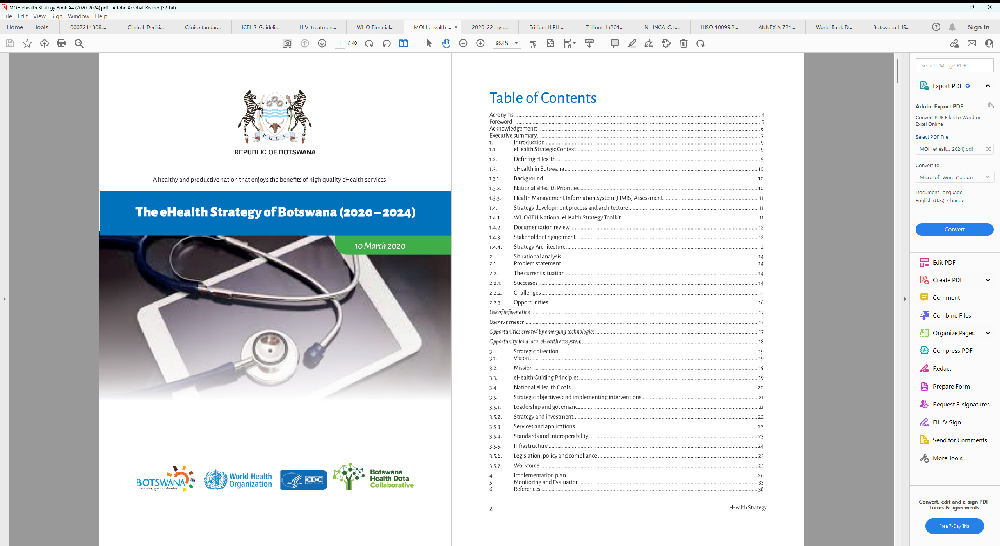 MOH ehealth Strategy Book A4 (2020-2024).pdf - Adobe Acrobat Reader (32-bit)
File Edit View Sign Window Help
Home Tools 0007211808.... Clinical-Decisi... Clinic standar... ICBHS_Guideli... HIV_treatmen... WHO Biennial... MOH ehealth ... × 2020-22-hyp... Trillium II FHI... Trillium II (201... NL INCA_Cas... HISO 10099:2... ANNEX A 721... World Bank D... Botswana IHS... Sign In
1 / 40 96.4%
PULA
REPUBLIC OF BOTSWANA
A healthy and productive nation that enjoys the benefits of high quality eHealth services
The eHealth Strategy of Botswana (2020 – 2024)
10 March 2020
BOTSWANA
Our pride, your destination
World Health
Organization
CDC
Botswana
Health Data
Collaborative
Table of Contents
Acronyms 4
Foreword 5
Acknowledgements 6
Executive summary 7
1. Introduction 9
1.1. eHealth Strategic Context 9
1.2. Defining eHealth 9
1.3. eHealth in Botswana 10
1.3.1. Background 10
1.3.2. National eHealth Priorities 10
1.3.3. Health Management Information System (HMIS) Assessment 11
1.4. Strategy development process and architecture 11
1.4.1. WHO/ITU National eHealth Strategy Toolkit 11
1.4.2. Documentation review 12
1.4.3. Stakeholder Engagement 12
1.4.4. Strategy Architecture 12
2. Situational analysis 14
2.1. Problem statement 14
2.2. The current situation 14
2.2.1. Successes 14
2.2.2. Challenges 15
2.2.3. Opportunities 16
Use of information 17
User experience 17
Opportunities created by emerging technologies 17
Opportunity for a local eHealth ecosystem 18
3. Strategic direction 19
3.1. Vision 19
3.2. Mission 19
3.3. eHealth Guiding Principles 19
3.4. National eHealth Goals 20
3.5. Strategic objectives and implementing interventions 21
3.5.1. Leadership and governance 21
3.5.2. Strategy and investment 22
3.5.3. Services and applications 22
3.5.4. Standards and interoperability 23
3.5.5. Infrastructure 24
3.5.6. Legislation, policy and compliance 25
3.5.7. Workforce 25
4. Implementation plan 26
5. Monitoring and Evaluation 33
6. References 38
2 eHealth Strategy
Search 'Merge PDF'
Export PDF
Adobe Export PDF
Convert PDF Files to Word or
Excel Online
Select PDF File
MOH ehealt...-2024).pdf
Convert to
Microsoft Word (*.docx)
Document Language:
English (U.S.) Change
Convert
Edit PDF
Create PDF
Comment
Combine Files
Organize Pages
Compress PDF
Redact
Prepare Form
Request E-signatures
Fill & Sign
Send for Comments
More Tools
Convert, edit and e-sign PDF
forms & agreements
Free 7-Day Trial